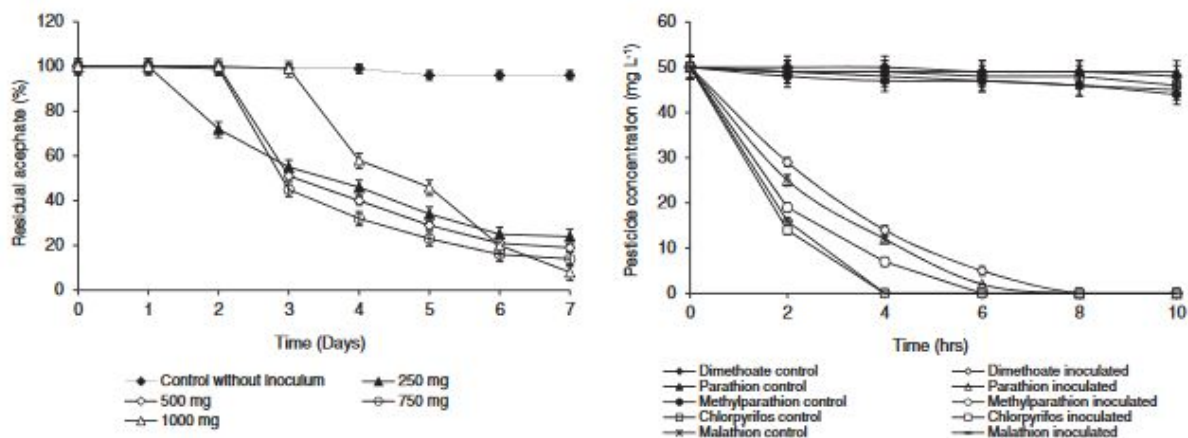 120
100
80
60
40
20
0
Residual acephate (%)
0 1 2 3 4 5 6 7
Time (Days)
Control without inoculum 250 mg
500 mg 750 mg
1000 mg
60
50
40
30
20
10
0
Pesticide concentration (mg L-1)
0 2 4 6 8 10
Time (hrs)
Dimethoate control Dimethoate inoculated
Parathion control Parathion inoculated
Methylparathion control Methylparathion inoculated
Chlorpyrifos control Chlorpyrifos inoculated
Malathion control Malathion inoculated